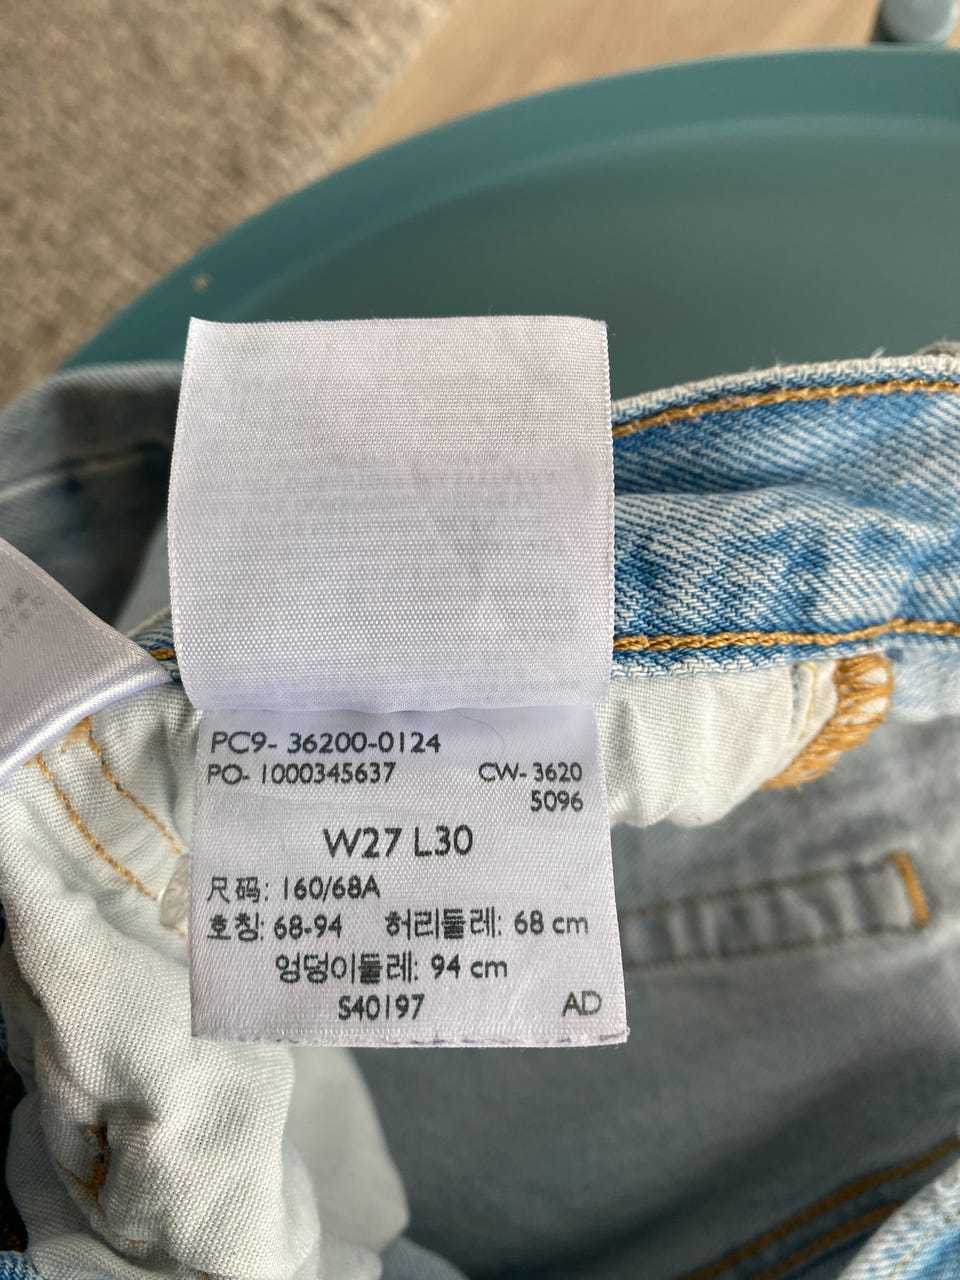 PC9- 36200-0124
PO- 1000345637 CW- 3620
5096
W27 L30
尺码: 160/68A
호칭: 68-94 허리둘레: 68 cm
엉덩이둘레: 94 cm
S40197 AD